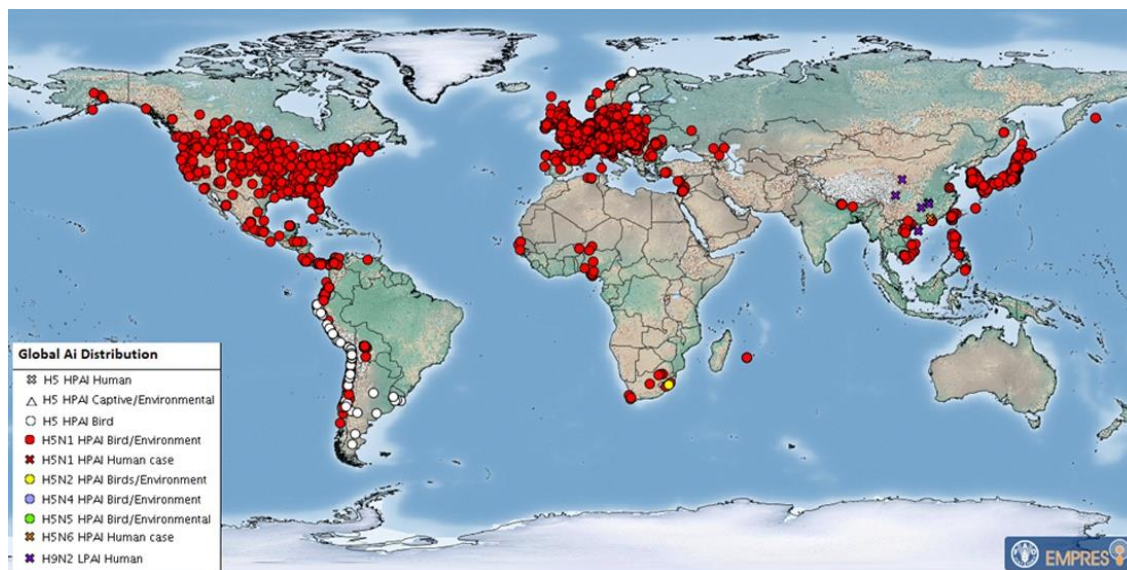 Global Ai Distribution
H5 HPAI Human
H5 HPAI Captive/Environmental
H5 HPAI Bird
H5N1 HPAI Bird/Environment
H5N1 HPAI Human case
H5N2 HPAI Birds/Environment
H5N4 HPAI Bird/Environment
H5N5 HPAI Bird/Environmental
H5N6 HPAI Human case
H9N2 LPAI Human
EMPRES